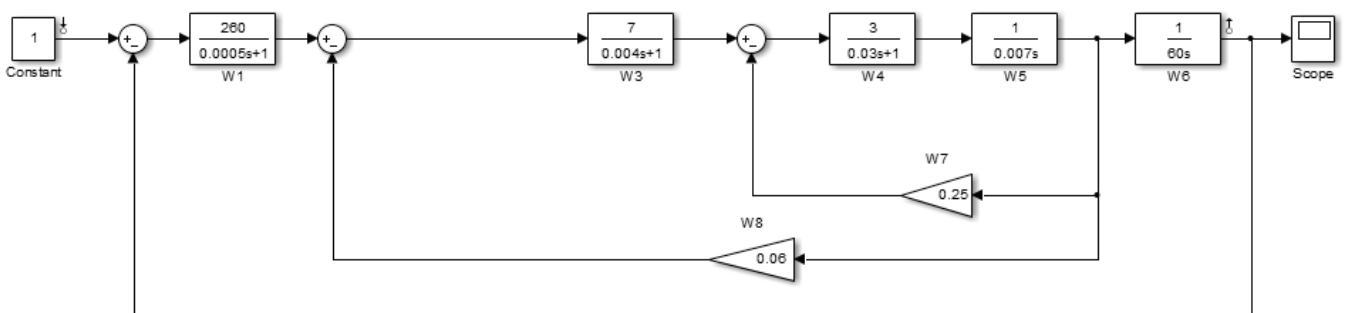 1
Constant
+
-
260
0.0005s+1
W1
+
-
7
0.004s+1
W3
+
-
3
0.03s+1
W4
1
0.007s
W5
1
60s
W6
Scope
W7
0.25
W8
0.06